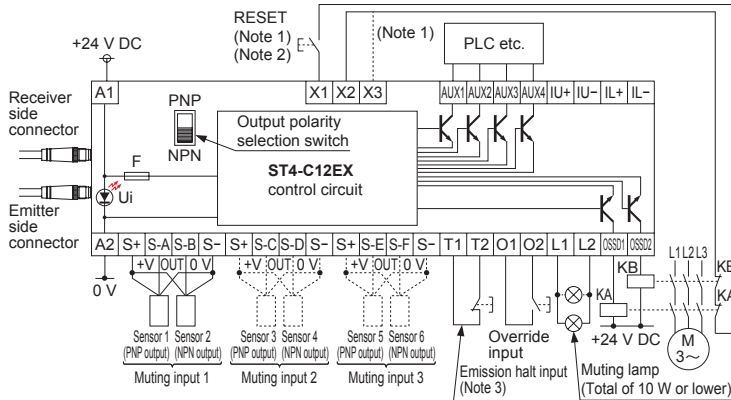 RESET
(Note 1)
(Note 2)
(Note 1)
PLC etc.
+24 V DC
A1
X1 X2 X3
AUX1 AUX2 AUX3 AUX4 IU+ IU− IL+ IL−
Receiver
side
connector
PNP
NPN
Output polarity
selection switch
F
ST4-C12EX
control circuit
Ui
Emitter
side
connector
A2 S+ S-A S-B S− S+ S-C S-D S− S+ S-E S-F S− T1 T2 O1 O2 L1 L2 OSSD1 OSSD2
0 V
+V OUT 0 V
+V OUT 0 V
+V OUT 0 V
L1 L2 L3
KB
KB
KA
KA
Sensor 1
(PNP output)
Sensor 2
(NPN output)
Sensor 3
(PNP output)
Sensor 4
(NPN output)
Sensor 5
(PNP output)
Sensor 6
(NPN output)
Muting input 1
Muting input 2
Muting input 3
Override
input
Emission halt input
(Note 3)
+24 V DC
M
3~
Muting lamp
(Total of 10 W or lower)